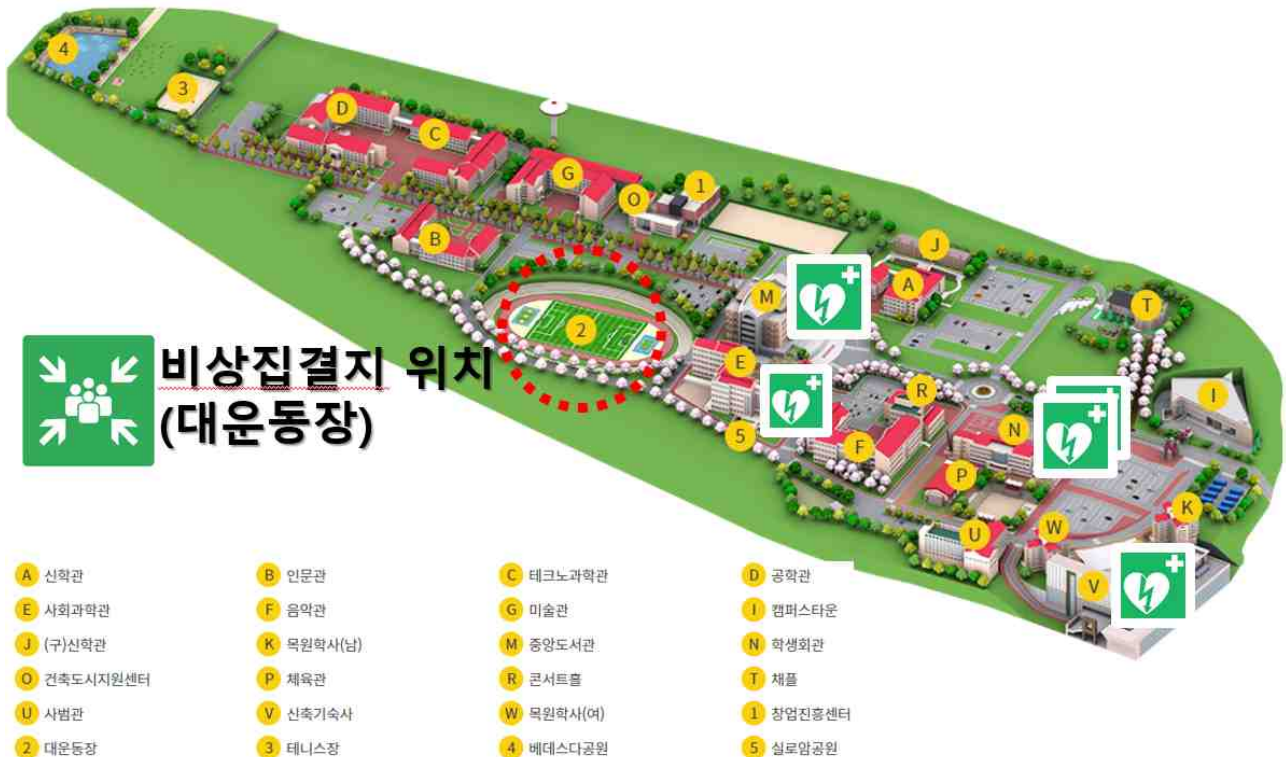 4
3
D
C
G
1
O
B
J
A
M
T
2
비상집결지 위치
(대운동장)
E
R
I
5
F
N
P
K
U
W
V
A 신학관
B 인문관
C 테크노과학관
D 공학관
E 사회과학관
F 음악관
G 미술관
I 캠퍼스타운
J (구)신학관
K 목원학사(남)
M 중앙도서관
N 학생회관
O 건축도시지원센터
P 체육관
R 콘서트홀
T 채플
U 사범관
V 신축기숙사
W 목원학사(여)
1 창업진흥센터
2 대운동장
3 테니스장
4 베데스다공원
5 실로암공원